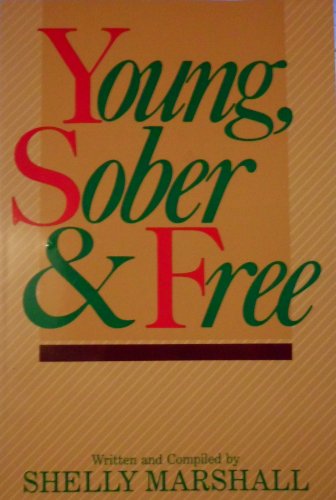 Young,
Sober
& Free
Written and Compiled by
SHELLY MARSHALL